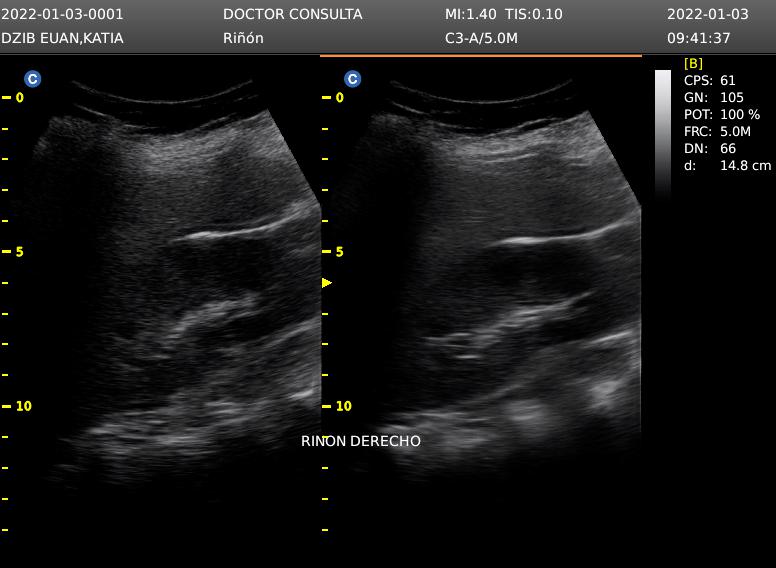 2022-01-03-0001 DOCTOR CONSULTA MI:1.40 TIS:0.10 2022-01-03
DZIB EUAN,KATIA Riñón C3-A/5.0M 09:41:37
C C [B]
0 0 CPS: 61
GN: 105
POT: 100 %
FRC: 5.0M
DN: 66
d: 14.8 cm
5 5
10 10
RINON DERECHO